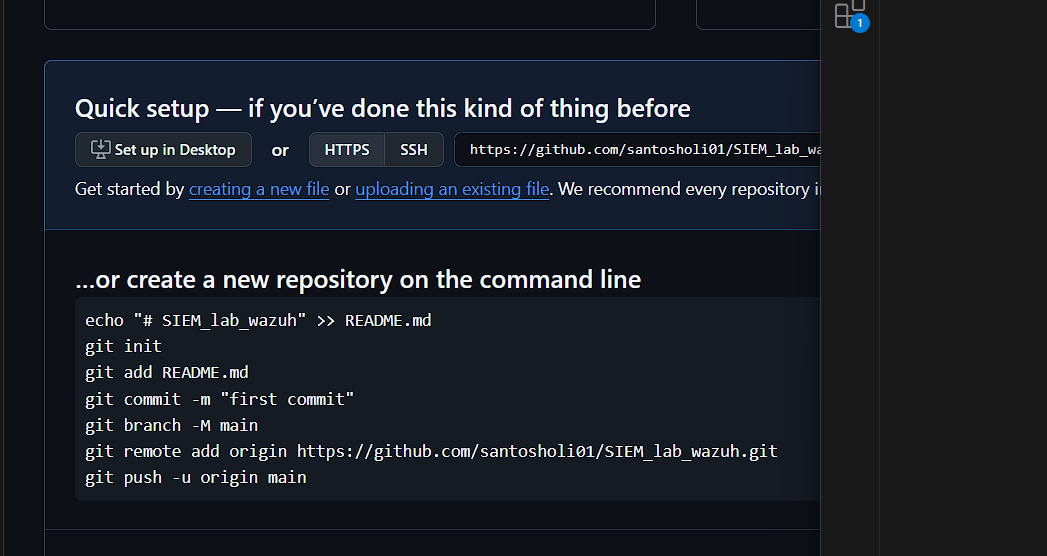 1
Quick setup — if you’ve done this kind of thing before
Set up in Desktop or HTTPS SSH https://github.com/santosholi01/SIEM_lab_wa
Get started by creating a new file or uploading an existing file. We recommend every repository
…or create a new repository on the command line
echo "# SIEM_lab_wazuh" >> README.md
git init
git add README.md
git commit -m "first commit"
git branch -M main
git remote add origin https://github.com/santosholi01/SIEM_lab_wazuh.git
git push -u origin main